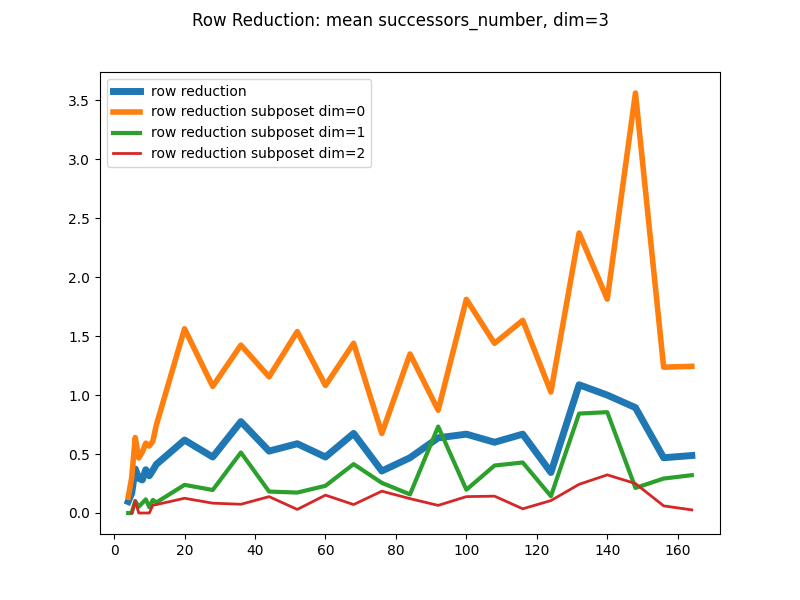 Row Reduction: mean successors_number, dim=3
row reduction
row reduction subposet dim=0
row reduction subposet dim=1
row reduction subposet dim=2
3.5
3.0
2.5
2.0
1.5
1.0
0.5
0.0
0 20 40 60 80 100 120 140 160